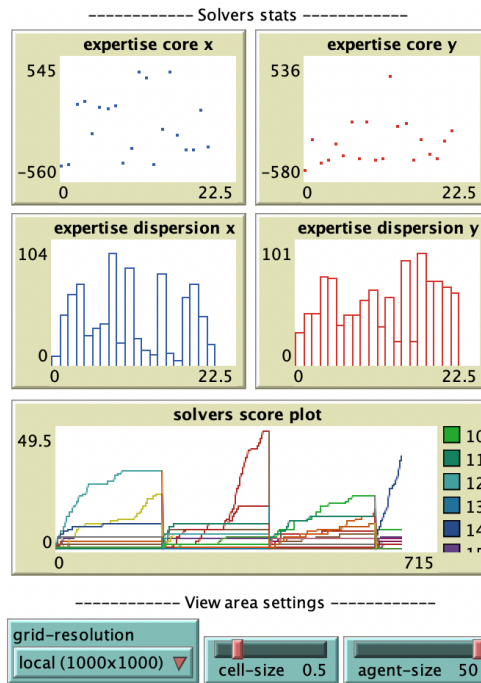 ------------ Solvers stats ------------
expertise core x
expertise core y
545
-560
0 22.5
536
-580
0 22.5
expertise dispersion x
expertise dispersion y
104
0
0 22.5
101
0
0 22.5
solvers score plot
49.5
0
0 715
10
11
12
13
14
------------ View area settings ------------
grid-resolution
local (1000x1000)
cell-size 0.5
agent-size 50